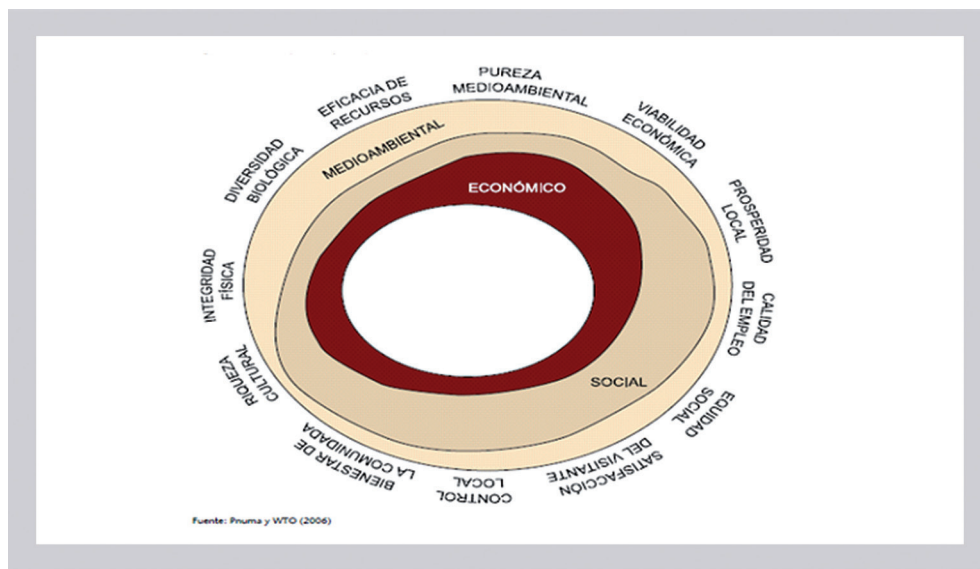 PUREZA
MEDIOAMBIENTAL
VIABILIDAD
ECONÓMICA
PROSPERIDAD
LOCAL
CALIDAD
DEL EMPLEO
EQUIDAD
SOCIAL
SATISFACCIÓN
DEL VISITANTE
CONTROL
LOCAL
BIENESTAR DE
LA COMUNIDADA
RIQUEZA
CULTURAL
INTEGRIDAD
FÍSICA
DIVERSIDAD
BIOLÓGICA
EFICACIA DE
RECURSOS
MEDIOAMBIENTAL
ECONÓMICO
SOCIAL
Fuente: Pnuma y WTO (2006)